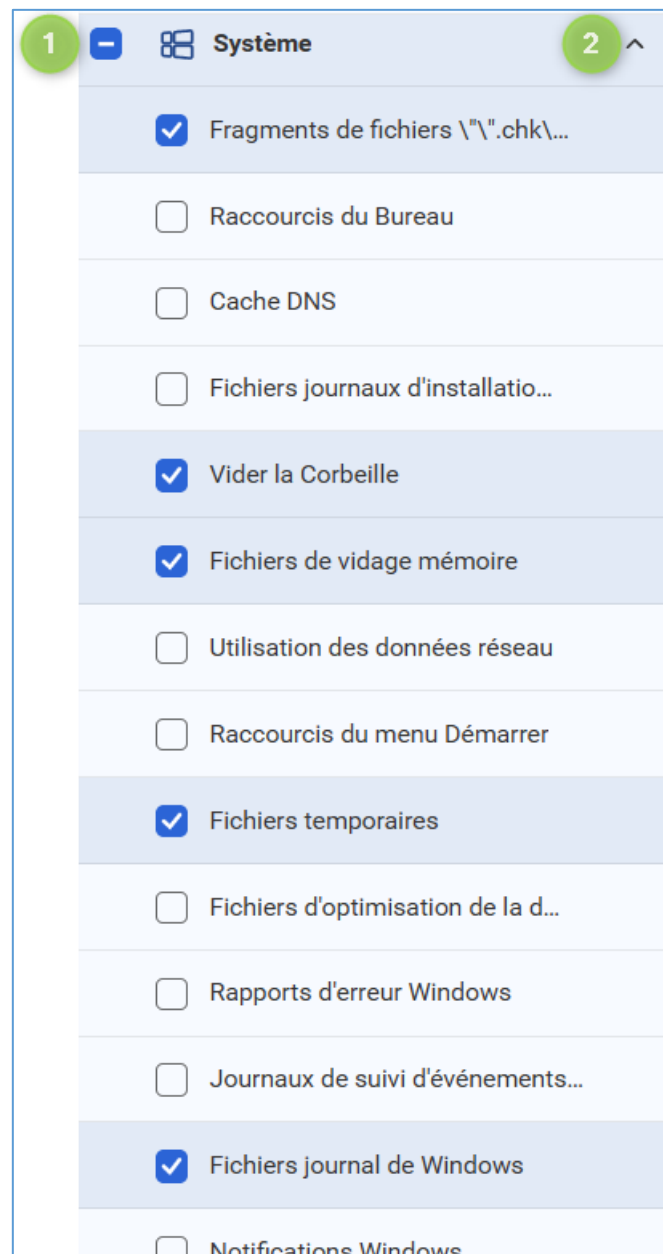 1 Système 2
Fragments de fichiers \"\".chk\...
Raccourcis du Bureau
Cache DNS
Fichiers journaux d'installatio...
Vider la Corbeille
Fichiers de vidage mémoire
Utilisation des données réseau
Raccourcis du menu Démarrer
Fichiers temporaires
Fichiers d'optimisation de la d...
Rapports d'erreur Windows
Journaux de suivi d'événements...
Fichiers journal de Windows
Notifications Windows